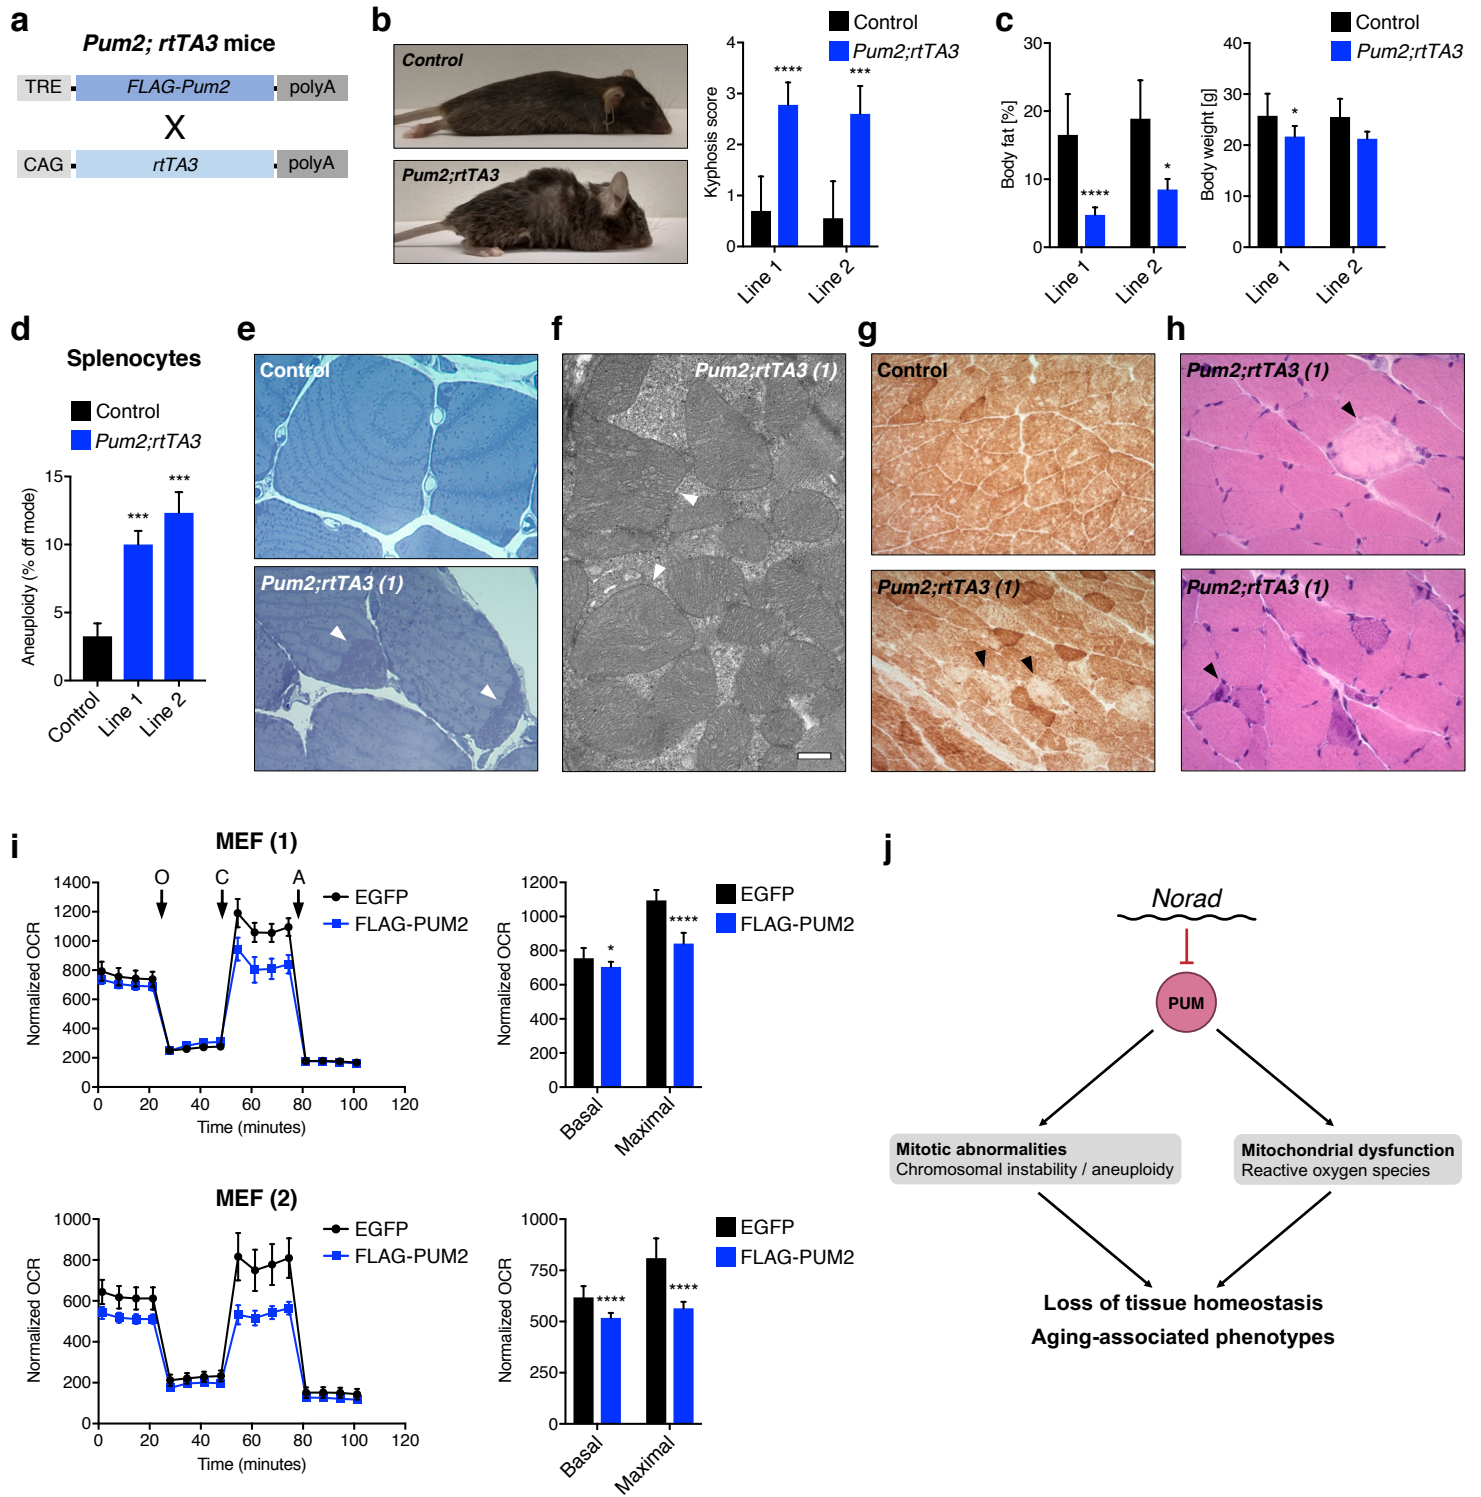 a
Pum2; rtTA3 mice
TRE FLAG-Pum2 polyA
X
CAG rtTA3 polyA
b
Control
Pum2;rtTA3
Control
Pum2;rtTA3
Kyphosis score
4
3
2
1
0
**** ***
Line 1 Line 2
c
Control
Pum2;rtTA3
Body fat [%]
30
20
10
0
**** *
Line 1 Line 2
Body weight [g]
40
30
20
10
0
*
Line 1 Line 2
d
Splenocytes
Control
Pum2;rtTA3
Aneuploidy (% off mode)
15
10
5
0
*** ***
Control Line 1 Line 2
e
Control
Pum2;rtTA3 (1)
f
Pum2;rtTA3 (1)
g
Control
Pum2;rtTA3 (1)
h
Pum2;rtTA3 (1)
Pum2;rtTA3 (1)
i
MEF (1)
O C A
EGFP
FLAG-PUM2
Normalized OCR
1400
1200
1000
800
600
400
200
0
0 20 40 60 80 100 120
Time (minutes)
EGFP
FLAG-PUM2
Normalized OCR
1200
1000
800
600
400
200
0
* ****
Basal Maximal
MEF (2)
EGFP
FLAG-PUM2
Normalized OCR
1000
800
600
400
200
0
0 20 40 60 80 100 120
Time (minutes)
EGFP
FLAG-PUM2
Normalized OCR
1000
750
500
250
0
**** ****
Basal Maximal
j
Norad
PUM
Mitotic abnormalities
Chromosomal instability / aneuploidy
Mitochondrial dysfunction
Reactive oxygen species
Loss of tissue homeostasis
Aging-associated phenotypes